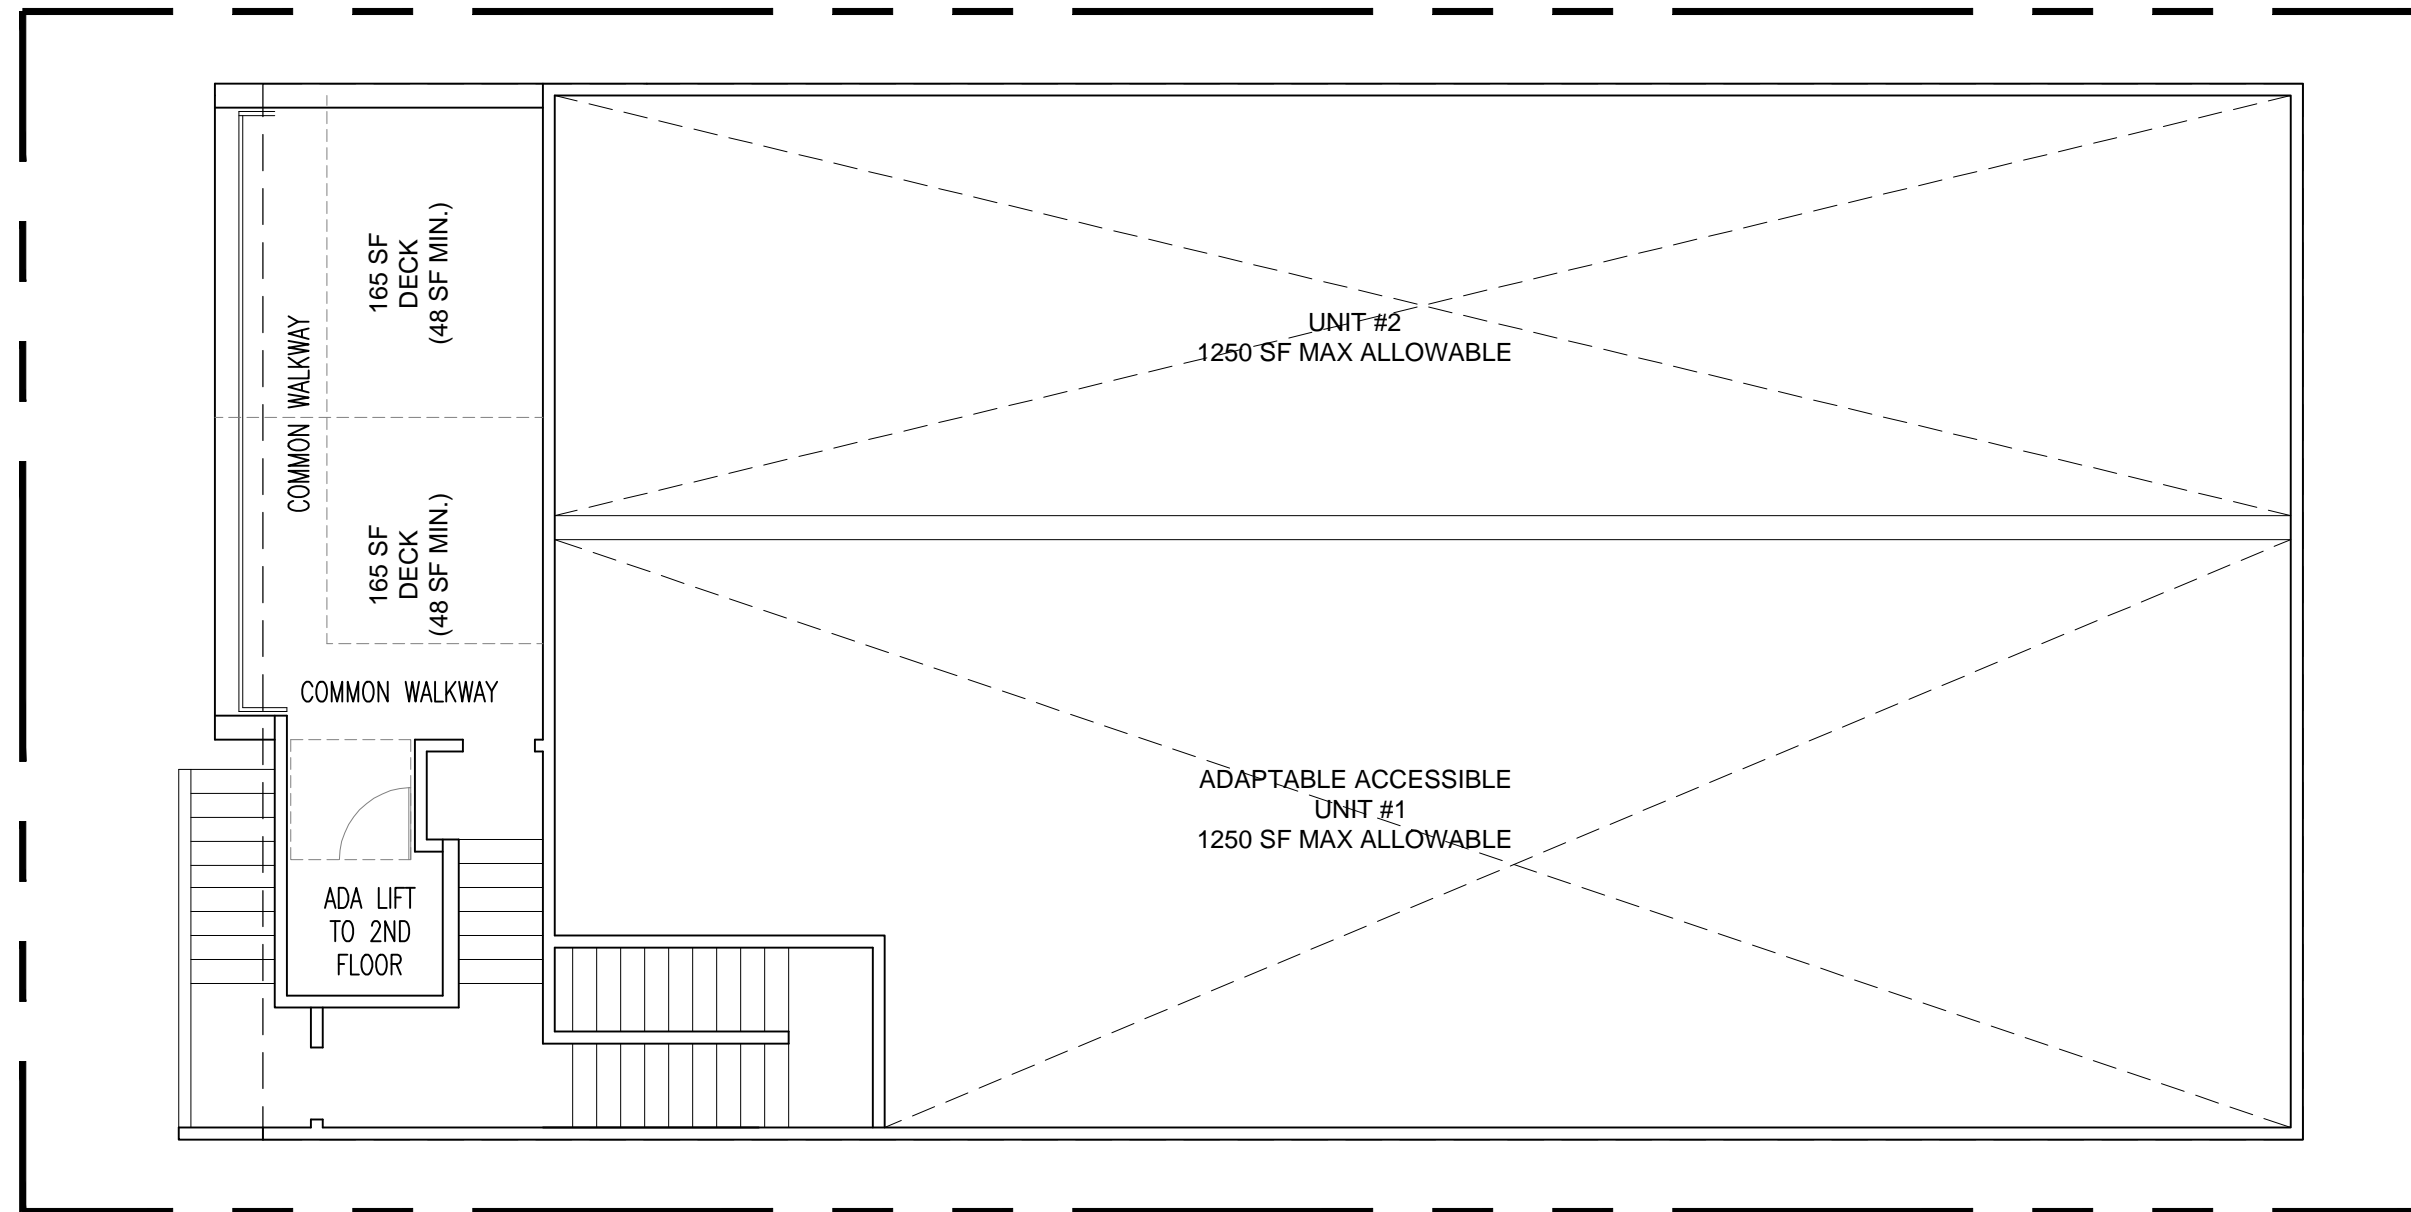 165 SF
DECK
(48 SF MIN.)
COMMON WALKWAY
165 SF
DECK
(48 SF MIN.)
COMMON WALKWAY
ADA LIFT
TO 2ND
FLOOR
UNIT #2
1250 SF MAX ALLOWABLE
ADAPTABLE ACCESSIBLE
UNIT #1
1250 SF MAX ALLOWABLE